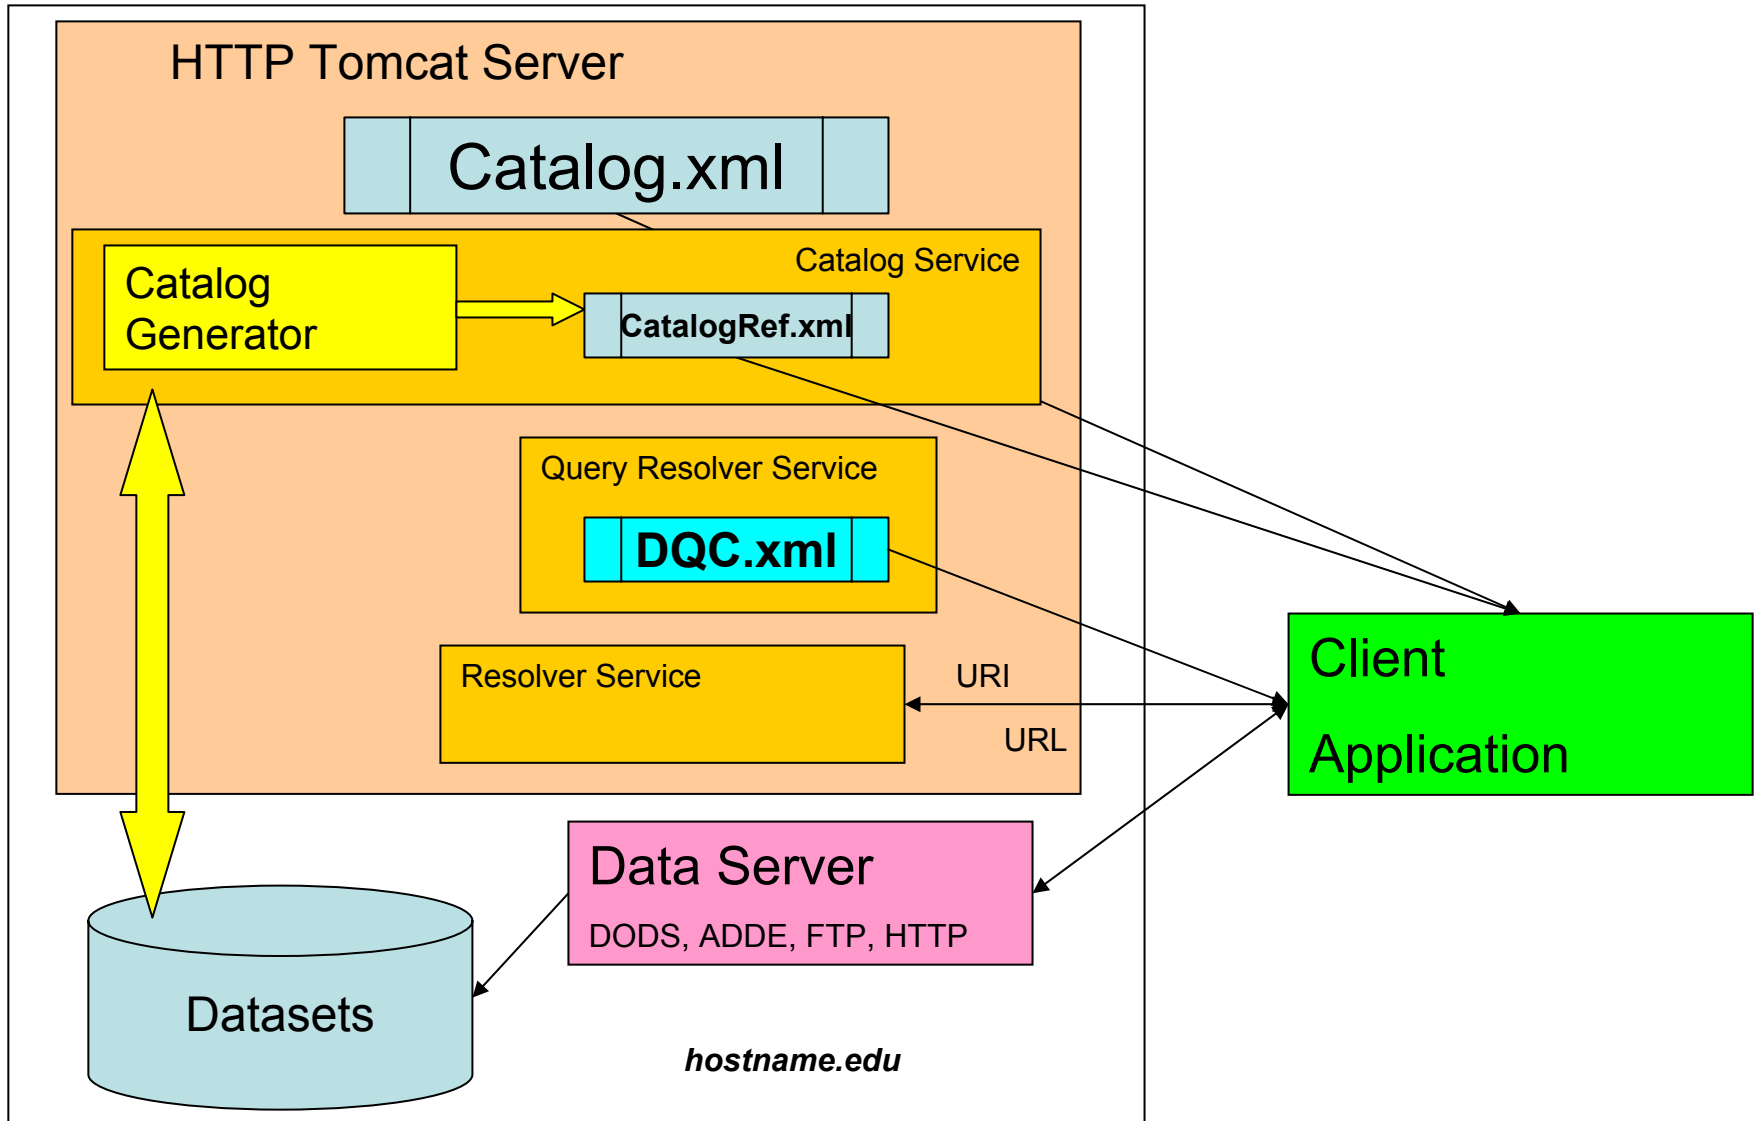 HTTP Tomcat Server
Catalog.xml
Catalog Service
Catalog
Generator
CatalogRef.xml
Query Resolver Service
DQC.xml
Resolver Service
URI
URL
Client
Application
Data Server
DODS, ADDE, FTP, HTTP
Datasets
hostname.edu